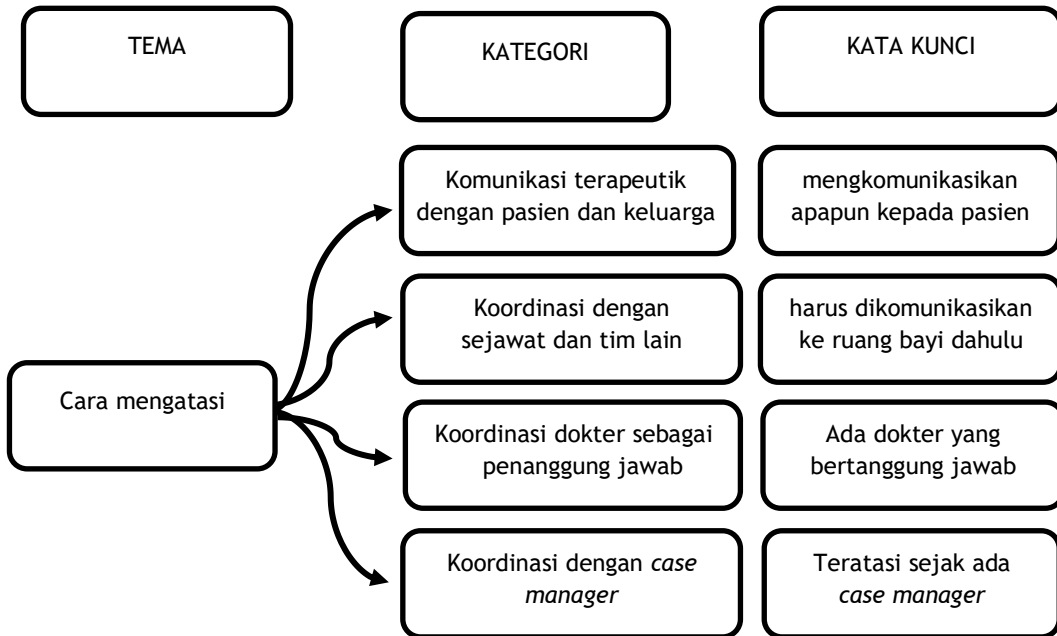 TEMA
KATEGORI
KATA KUNCI
Komunikasi terapeutik
dengan pasien dan keluarga
mengkomunikasikan
apapun kepada pasien
Koordinasi dengan
sejawat dan tim lain
harus dikomunikasikan
ke ruang bayi dahulu
Cara mengatasi
Koordinasi dokter sebagai
penanggung jawab
Ada dokter yang
bertanggung jawab
Koordinasi dengan case
manager
Teratasi sejak ada
case manager